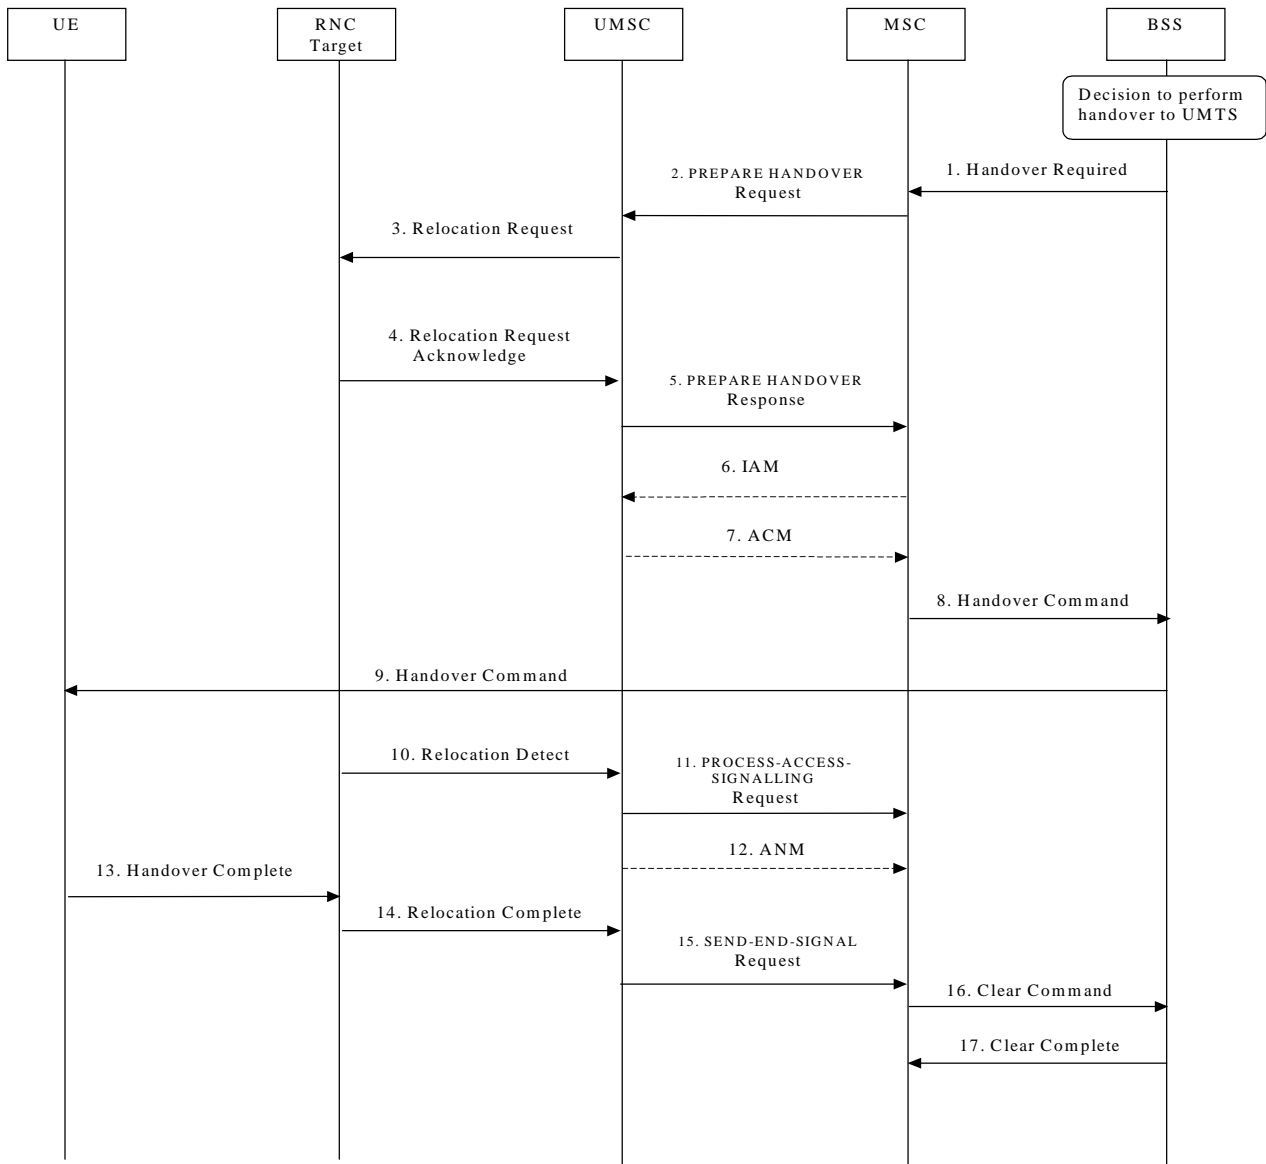 UE
RNC
Target
UMSC
MSC
BSS
Decision to perform
handover to UMTS
1. Handover Required
2. PREPARE HANDOVER
Request
3. Relocation Request
4. Relocation Request
Acknowledge
5. PREPARE HANDOVER
Response
6. IAM
7. ACM
8. Handover Command
9. Handover Command
10. Relocation Detect
11. PROCESS-ACCESS-
SIGNALLING
Request
12. ANM
13. Handover Complete
14. Relocation Complete
15. SEND-END-SIGNAL
Request
16. Clear Command
17. Clear Complete